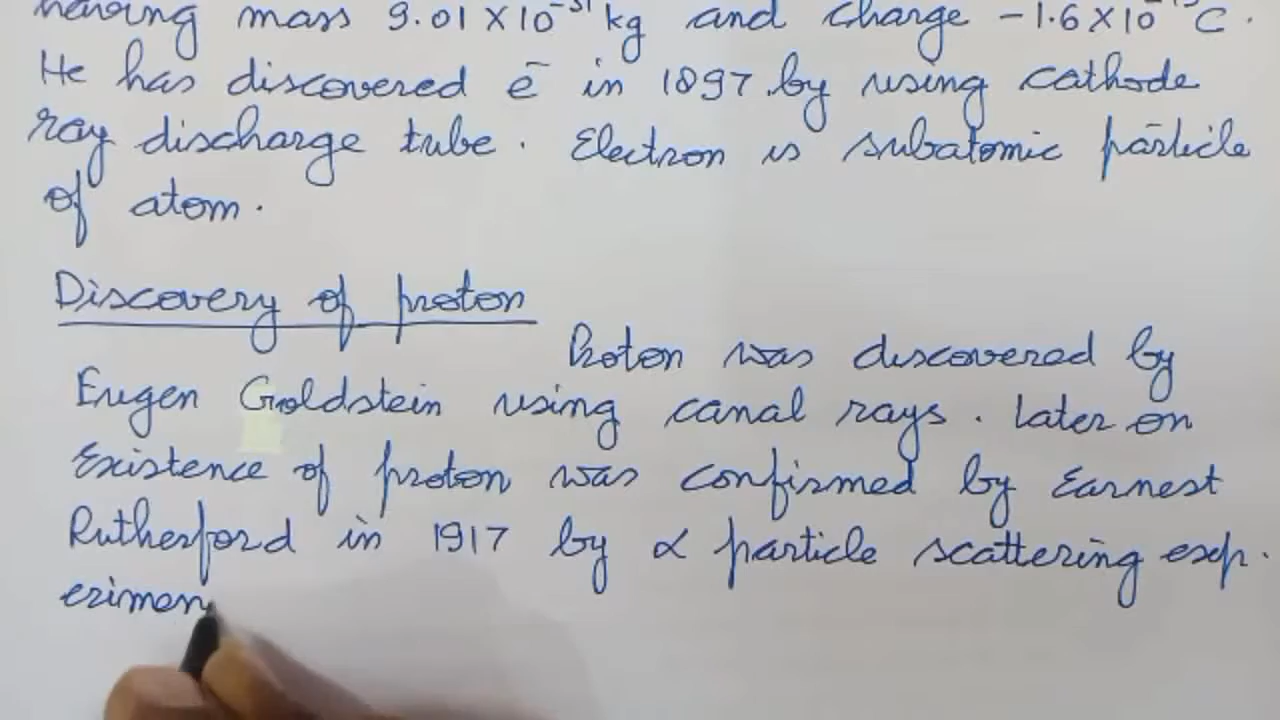 having mass 9.01 X 10⁻³¹ kg and charge -1.6 X 10⁻¹⁹ C.
He has discovered e⁻ in 1897 by using cathode
ray discharge tube. Electron is subatomic particle
of atom.
Discovery of proton
Proton was discovered by
Eugen Goldstein using canal rays. Later on
existence of proton was confirmed by Earnest
Rutherford in 1917 by α particle scattering exp.
erimen